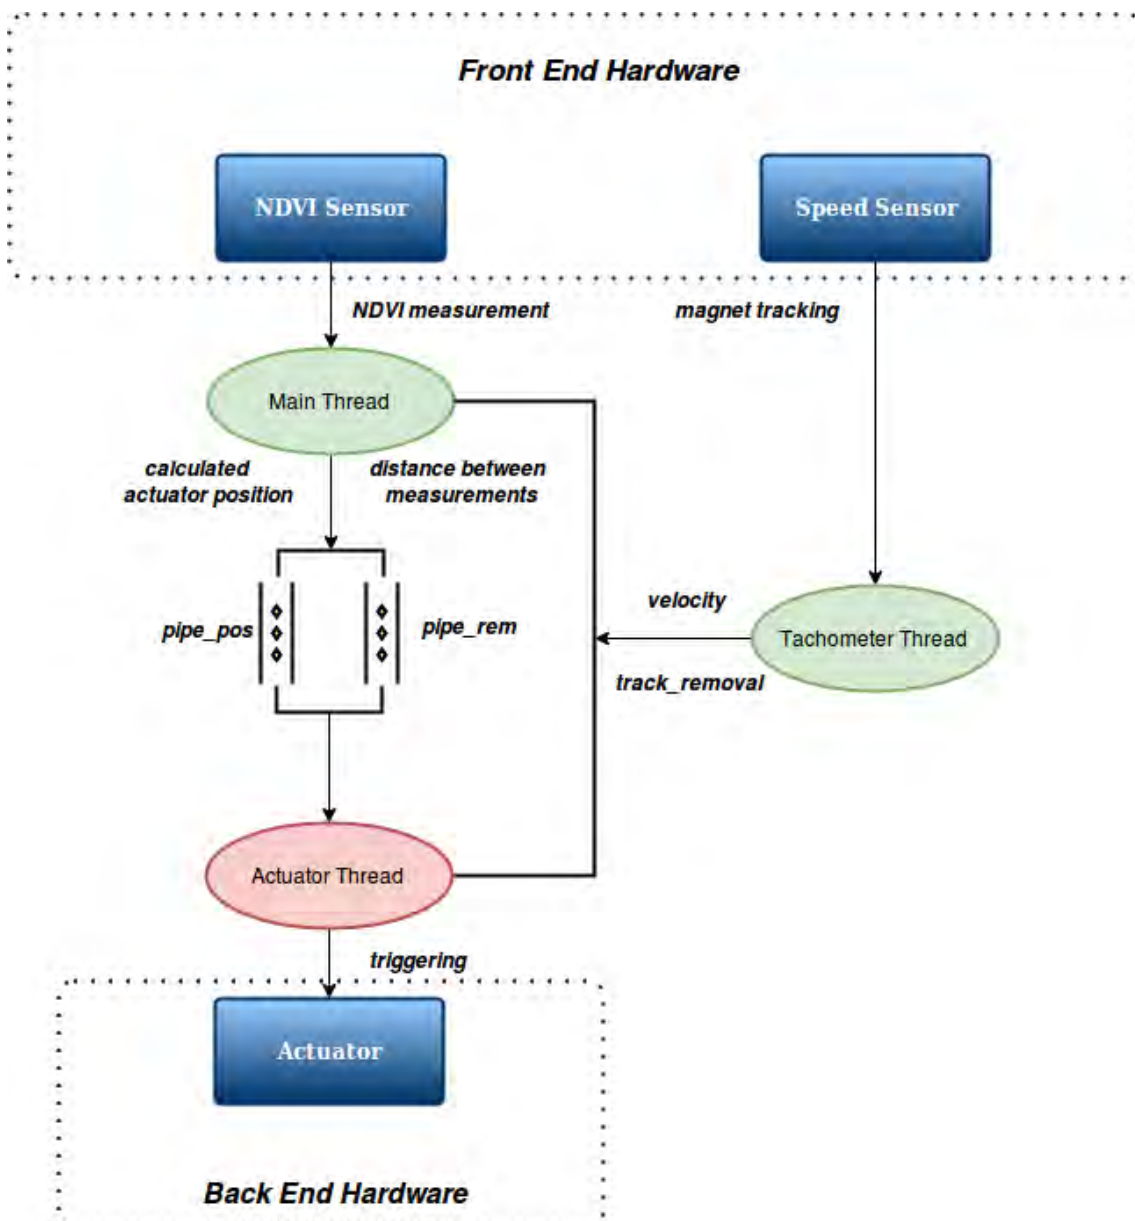 Front End Hardware
NDVI Sensor
Speed Sensor
NDVI measurement
magnet tracking
Main Thread
calculated
actuator position
distance between
measurements
pipe_pos
pipe_rem
velocity
Tachometer Thread
track_removal
Actuator Thread
triggering
Actuator
Back End Hardware